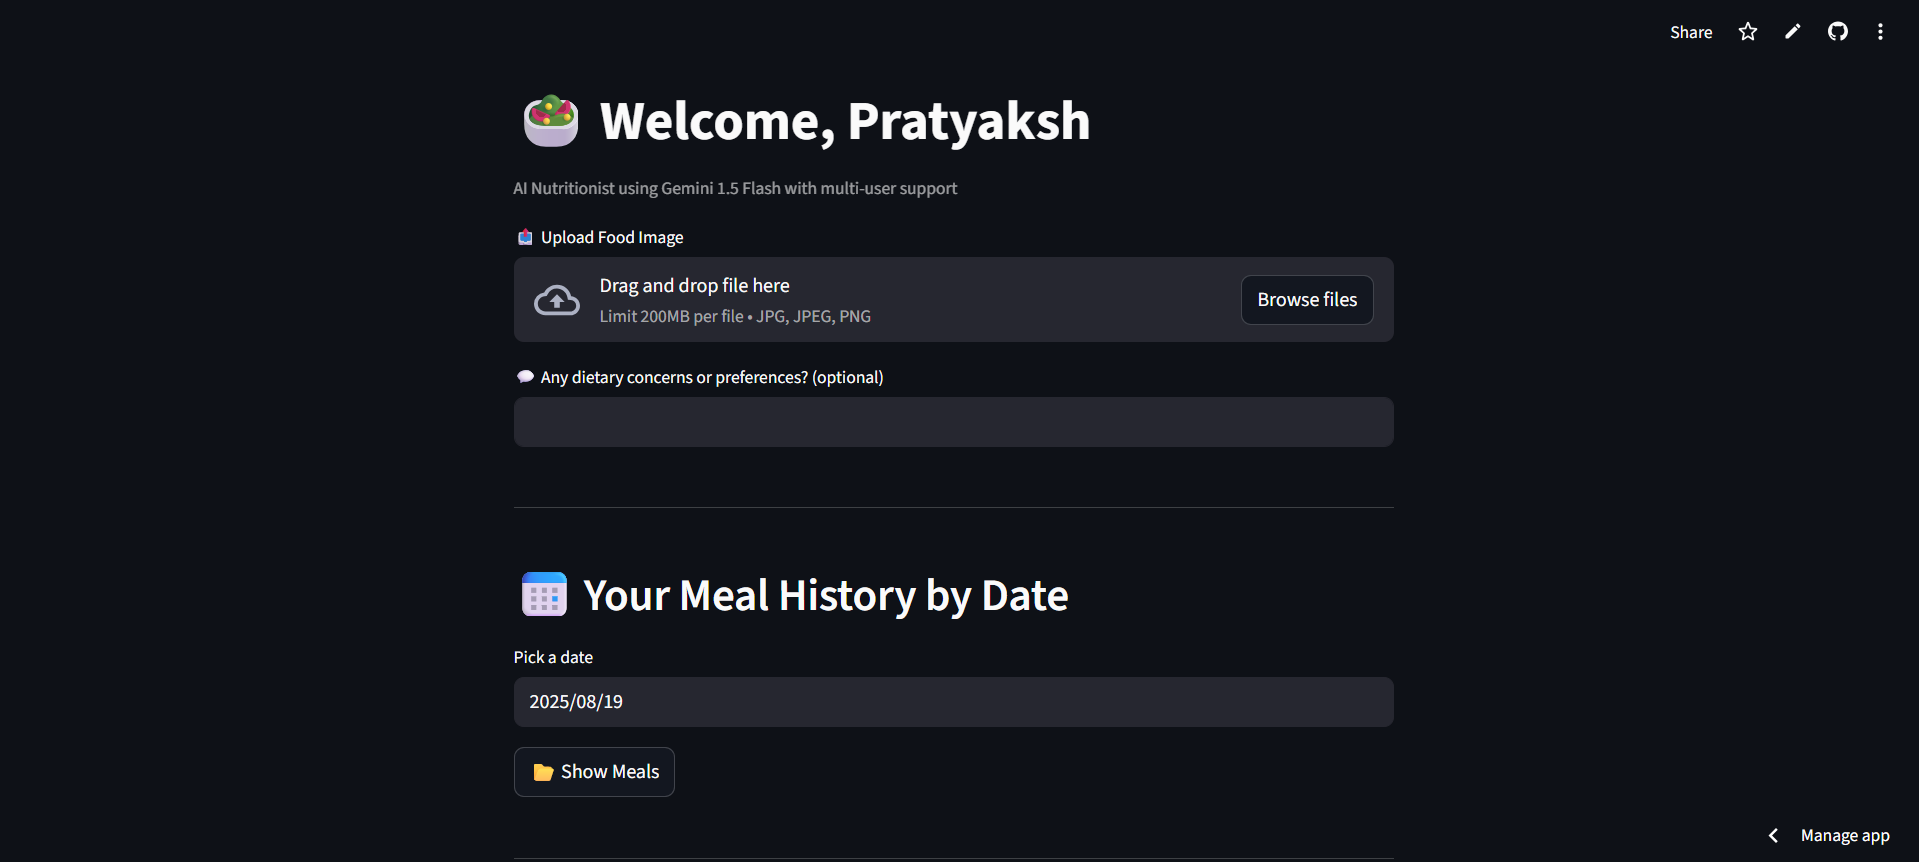 Share
Welcome, Pratyaksh
AI Nutritionist using Gemini 1.5 Flash with multi-user support
Upload Food Image
Drag and drop file here
Limit 200MB per file • JPG, JPEG, PNG
Browse files
Any dietary concerns or preferences? (optional)
Your Meal History by Date
Pick a date
2025/08/19
Show Meals
Manage app